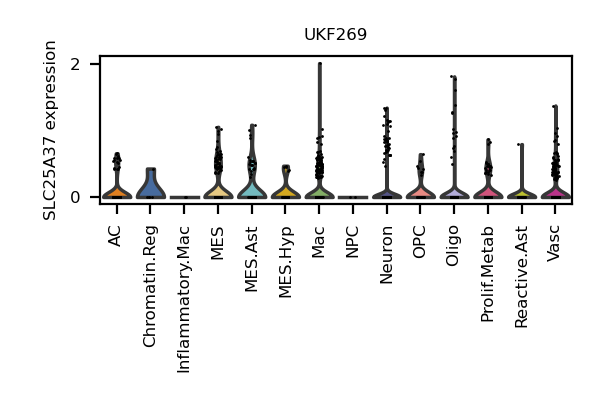 UKF269
SLC25A37 expression
2
0
AC
Chromatin.Reg
Inflammatory.Mac
MES
MES.Ast
MES.Hyp
Mac
NPC
Neuron
OPC
Oligo
Prolif.Metab
Reactive.Ast
Vasc